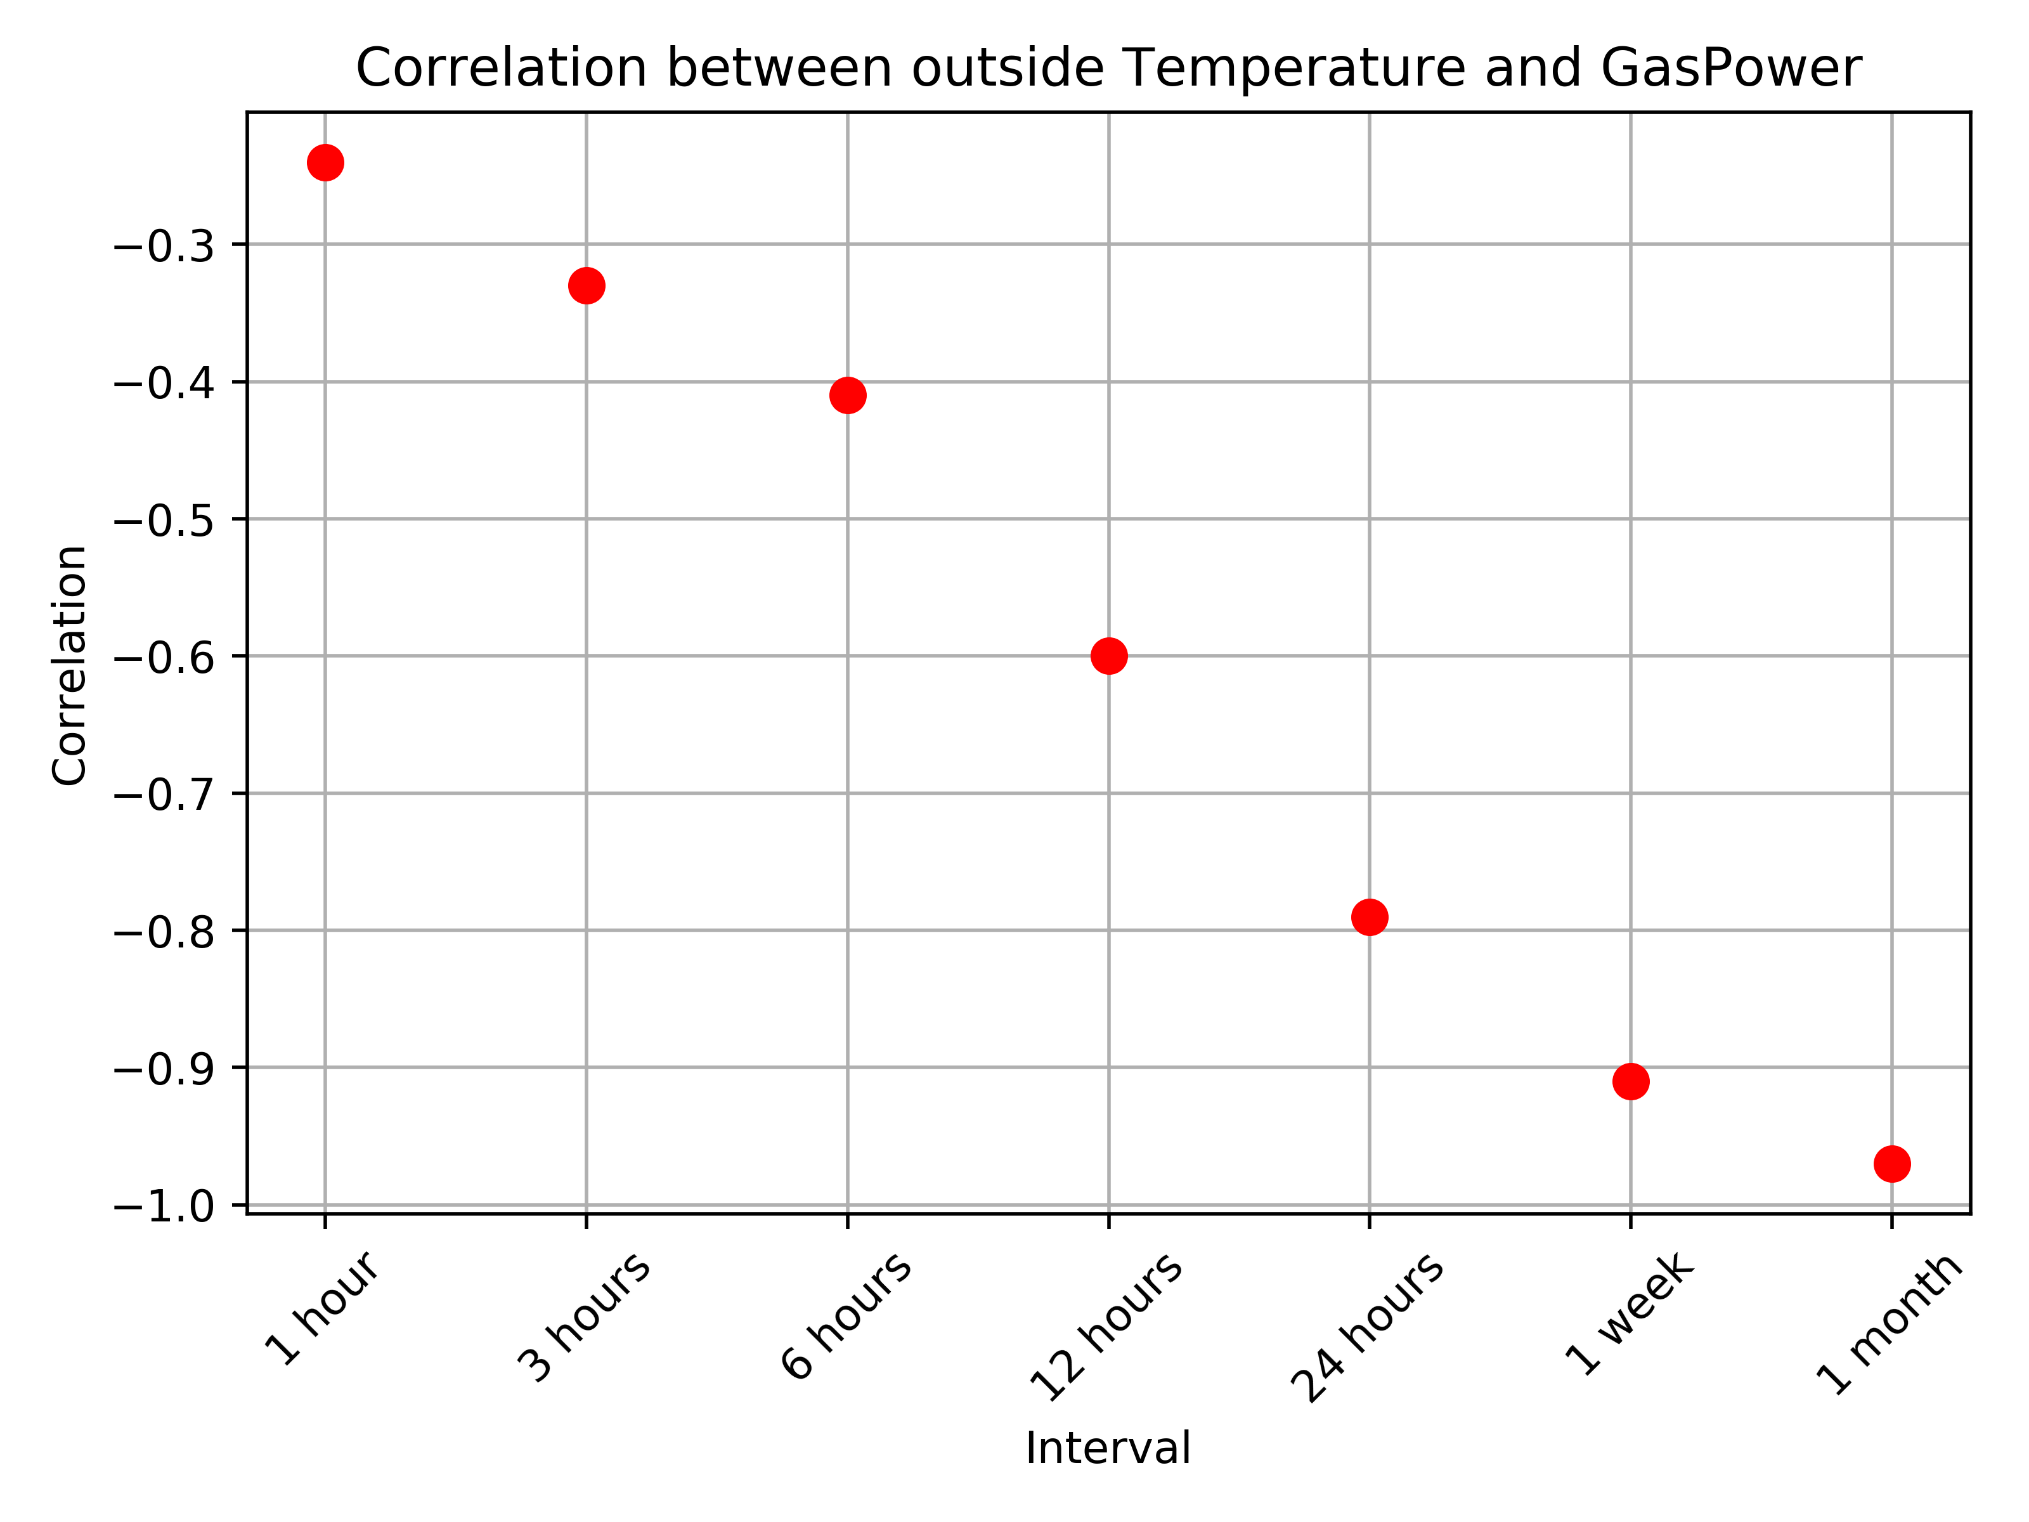 Correlation between outside Temperature and GasPower
−0.3
−0.4
−0.5
−0.6
−0.7
−0.8
−0.9
−1.0
Correlation
1 hour
3 hours
6 hours
12 hours
24 hours
1 week
1 month
Interval